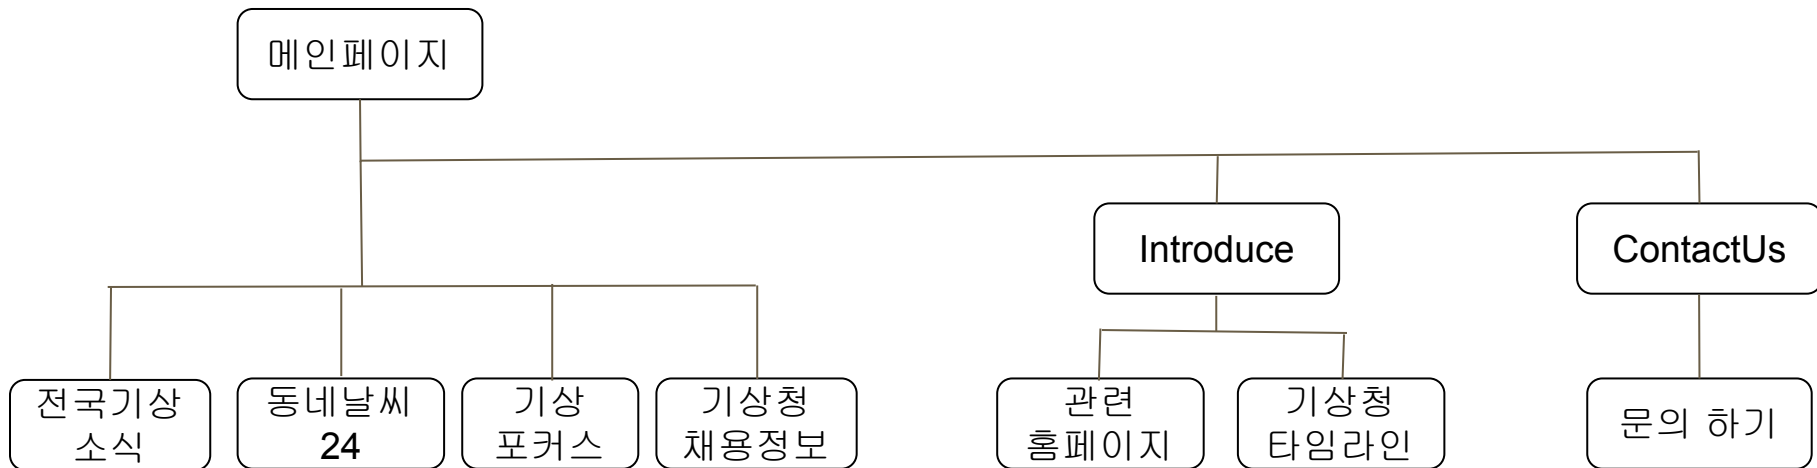 메인페이지
Introduce
ContactUs
전국기상
소식
동네날씨
24
기상
포커스
기상청
채용정보
관련
홈페이지
기상청
타임라인
문의 하기